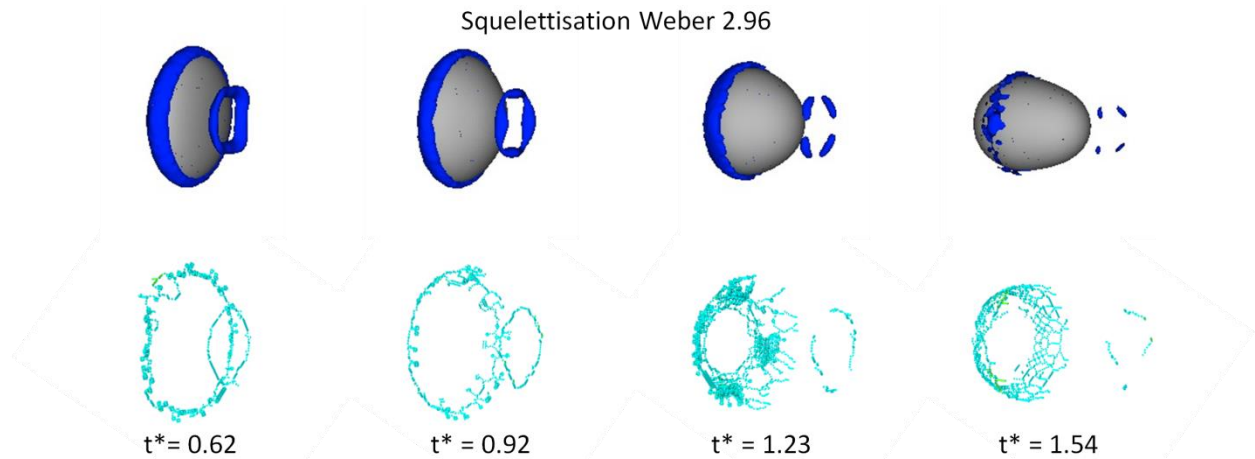 Squelettisation Weber 2.96
t*= 0.62
t* = 0.92
t* = 1.23
t* = 1.54